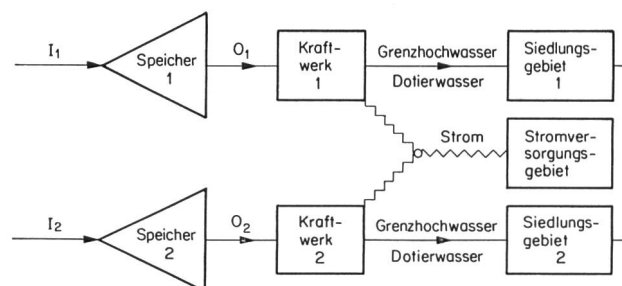 I1
Speicher
1
O1
Kraft-
werk
1
Grenzhochwasser
Dotierwasser
Siedlungs-
gebiet
1
Strom
Stromver-
sorgungs-
gebiet
I2
Speicher
2
O2
Kraft-
werk
2
Grenzhochwasser
Dotierwasser
Siedlungs-
gebiet
2